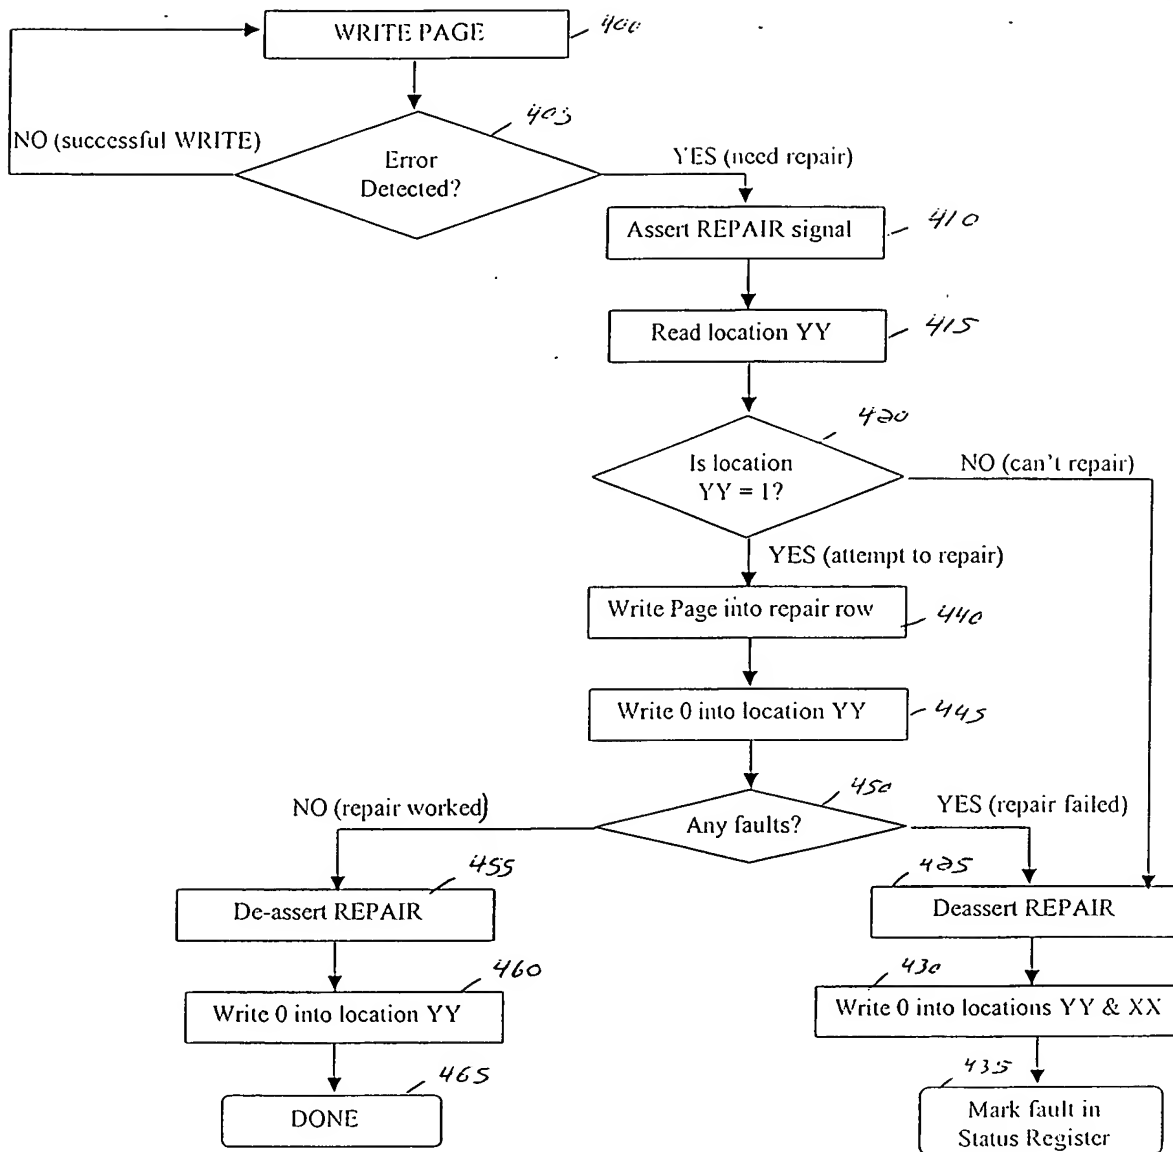 WRITE PAGE
400
405
NO (successful WRITE)
Error
Detected?
YES (need repair)
Assert REPAIR signal
410
Read location YY
415
420
Is location
YY = 1?
NO (can't repair)
YES (attempt to repair)
Write Page into repair row
440
Write 0 into location YY
445
450
NO (repair worked)
Any faults?
YES (repair failed)
455
425
De-assert REPAIR
Deassert REPAIR
460
430
Write 0 into location YY
Write 0 into locations YY & XX
465
435
DONE
Mark fault in
Status Register